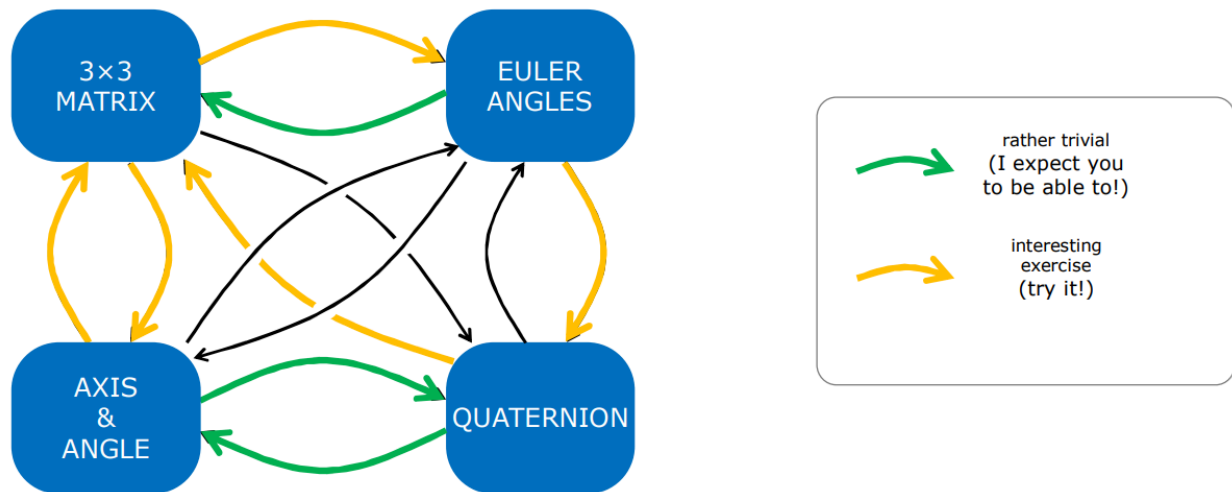 3×3
MATRIX
EULER
ANGLES
AXIS
&
ANGLE
QUATERNION
rather trivial
(I expect you
to be able to!)
interesting
exercise
(try it!)